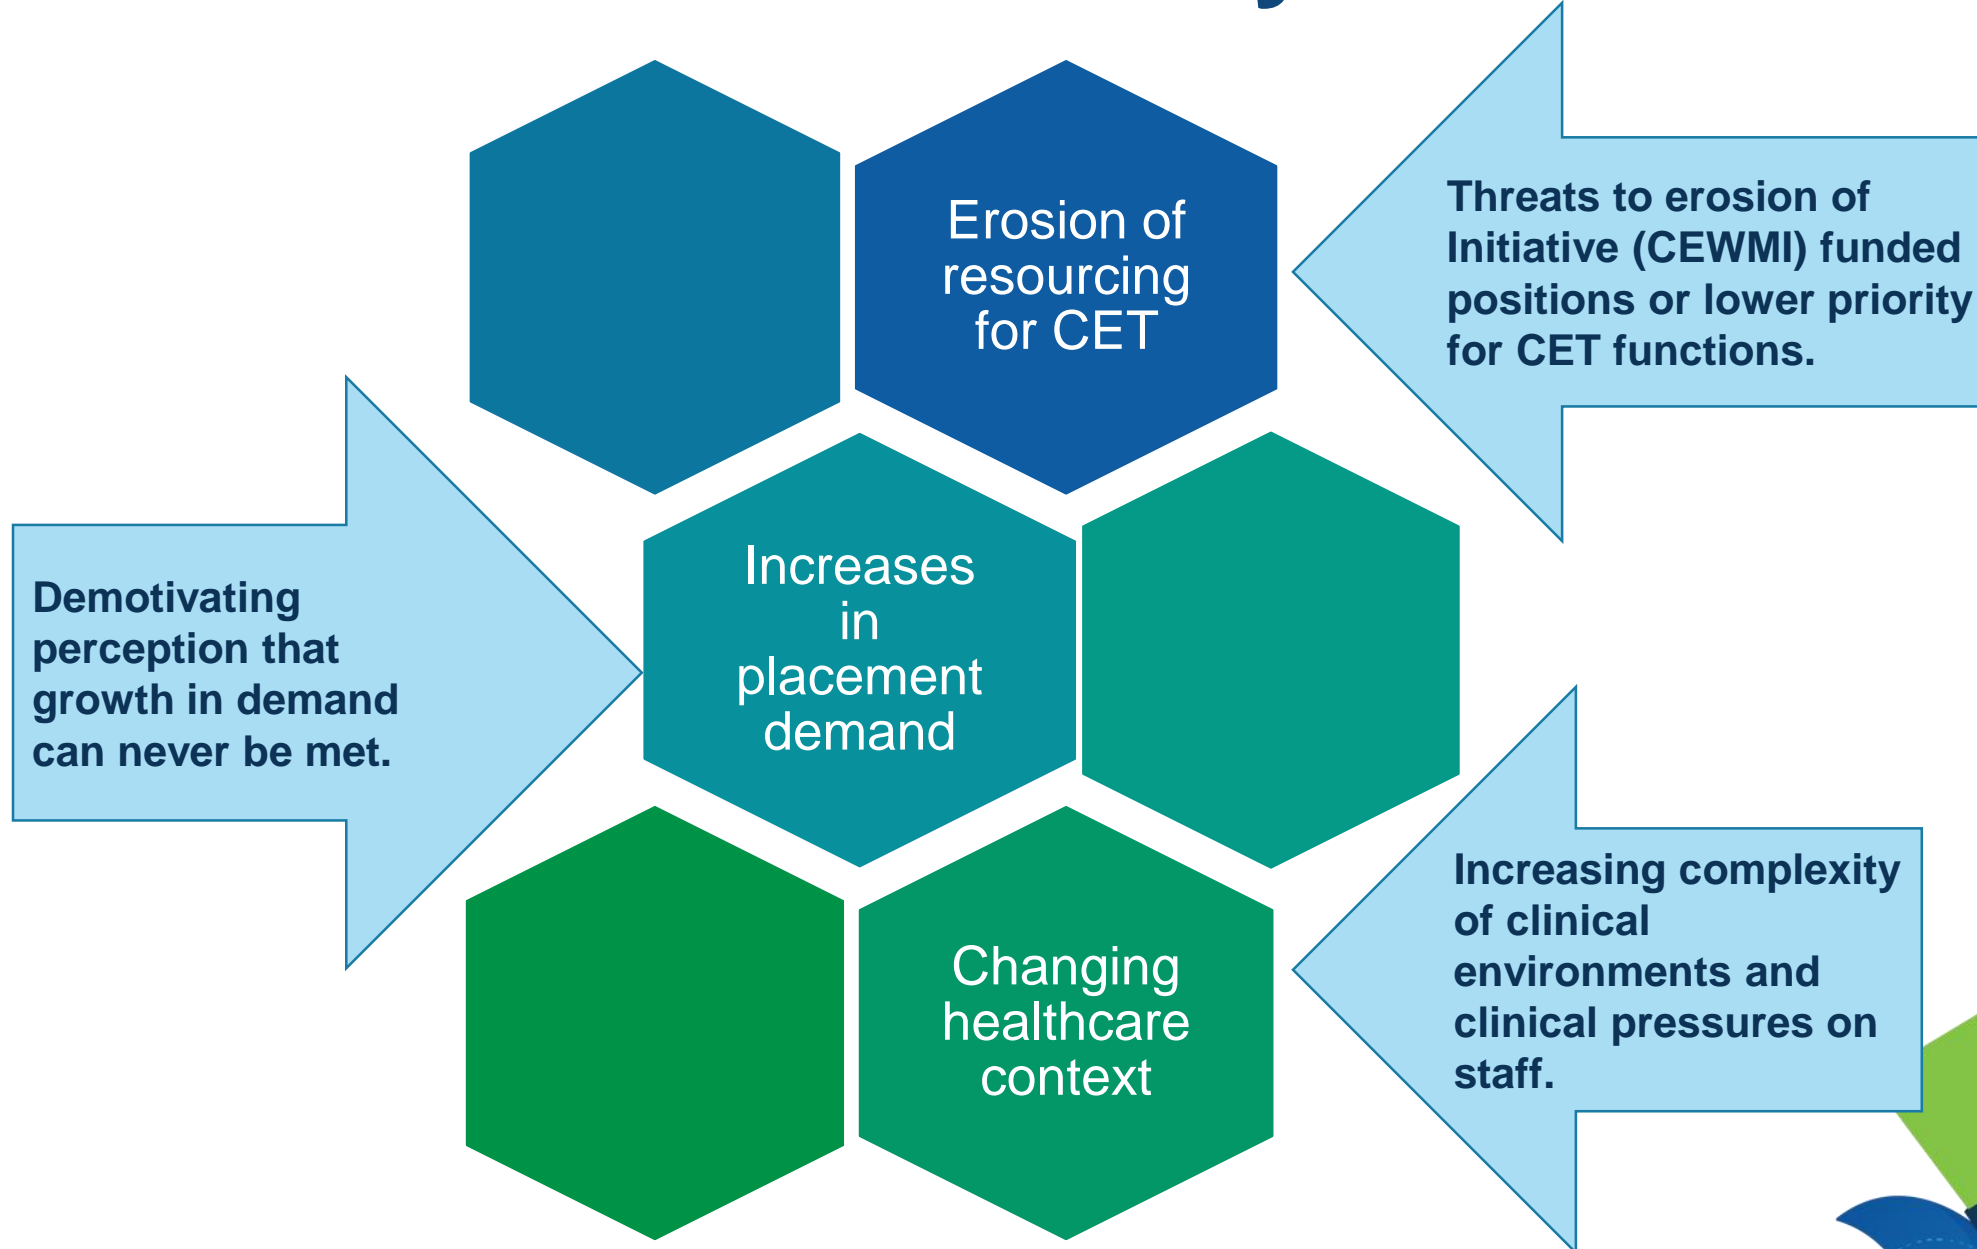 Erosion of
resourcing
for CET
Threats to erosion of
Initiative (CEWMI) funded
positions or lower priority
for CET functions.
Demotivating
perception that
growth in demand
can never be met.
Increases
in
placement
demand
Changing
healthcare
context
Increasing complexity
of clinical
environments and
clinical pressures on
staff.